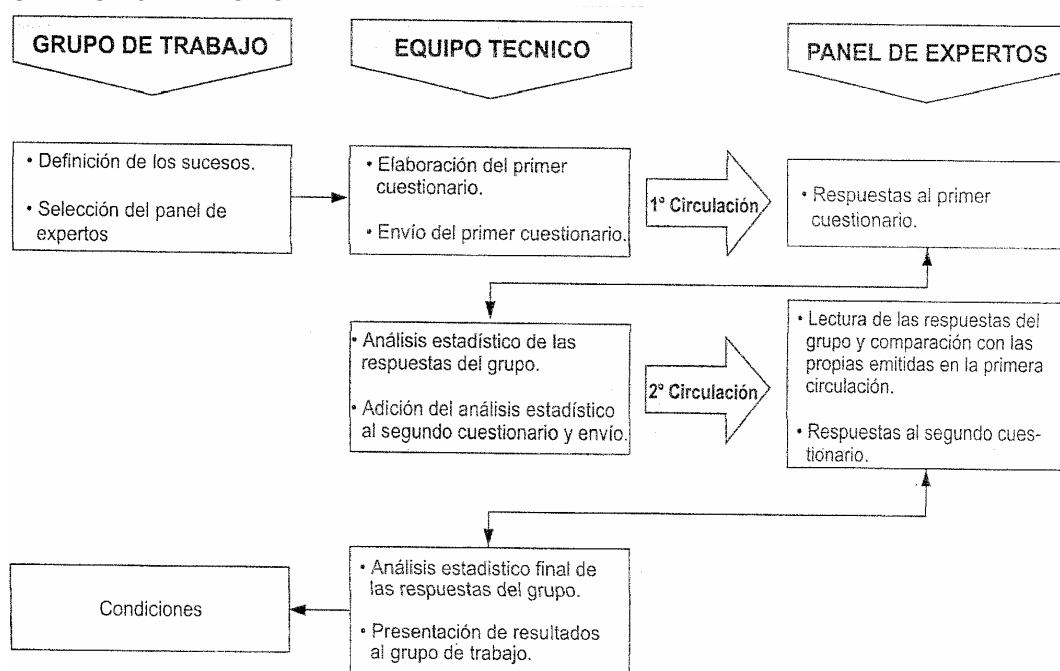 GRUPO DE TRABAJO
EQUIPO TECNICO
PANEL DE EXPERTOS
• Definición de los sucesos.
• Selección del panel de
expertos
• Elaboración del primer
cuestionario.
• Envío del primer cuestionario.
1ª Circulación
• Respuestas al primer
cuestionario.
• Análisis estadístico de las
respuestas del grupo.
• Adición del análisis estadístico
al segundo cuestionario y envío.
2ª Circulación
• Lectura de las respuestas del
grupo y comparación con las
propias emitidas en la primera
circulación.
• Respuestas al segundo cues-
tionario.
• Análisis estadístico final de
las respuestas del grupo.
• Presentación de resultados
al grupo de trabajo.
Condiciones